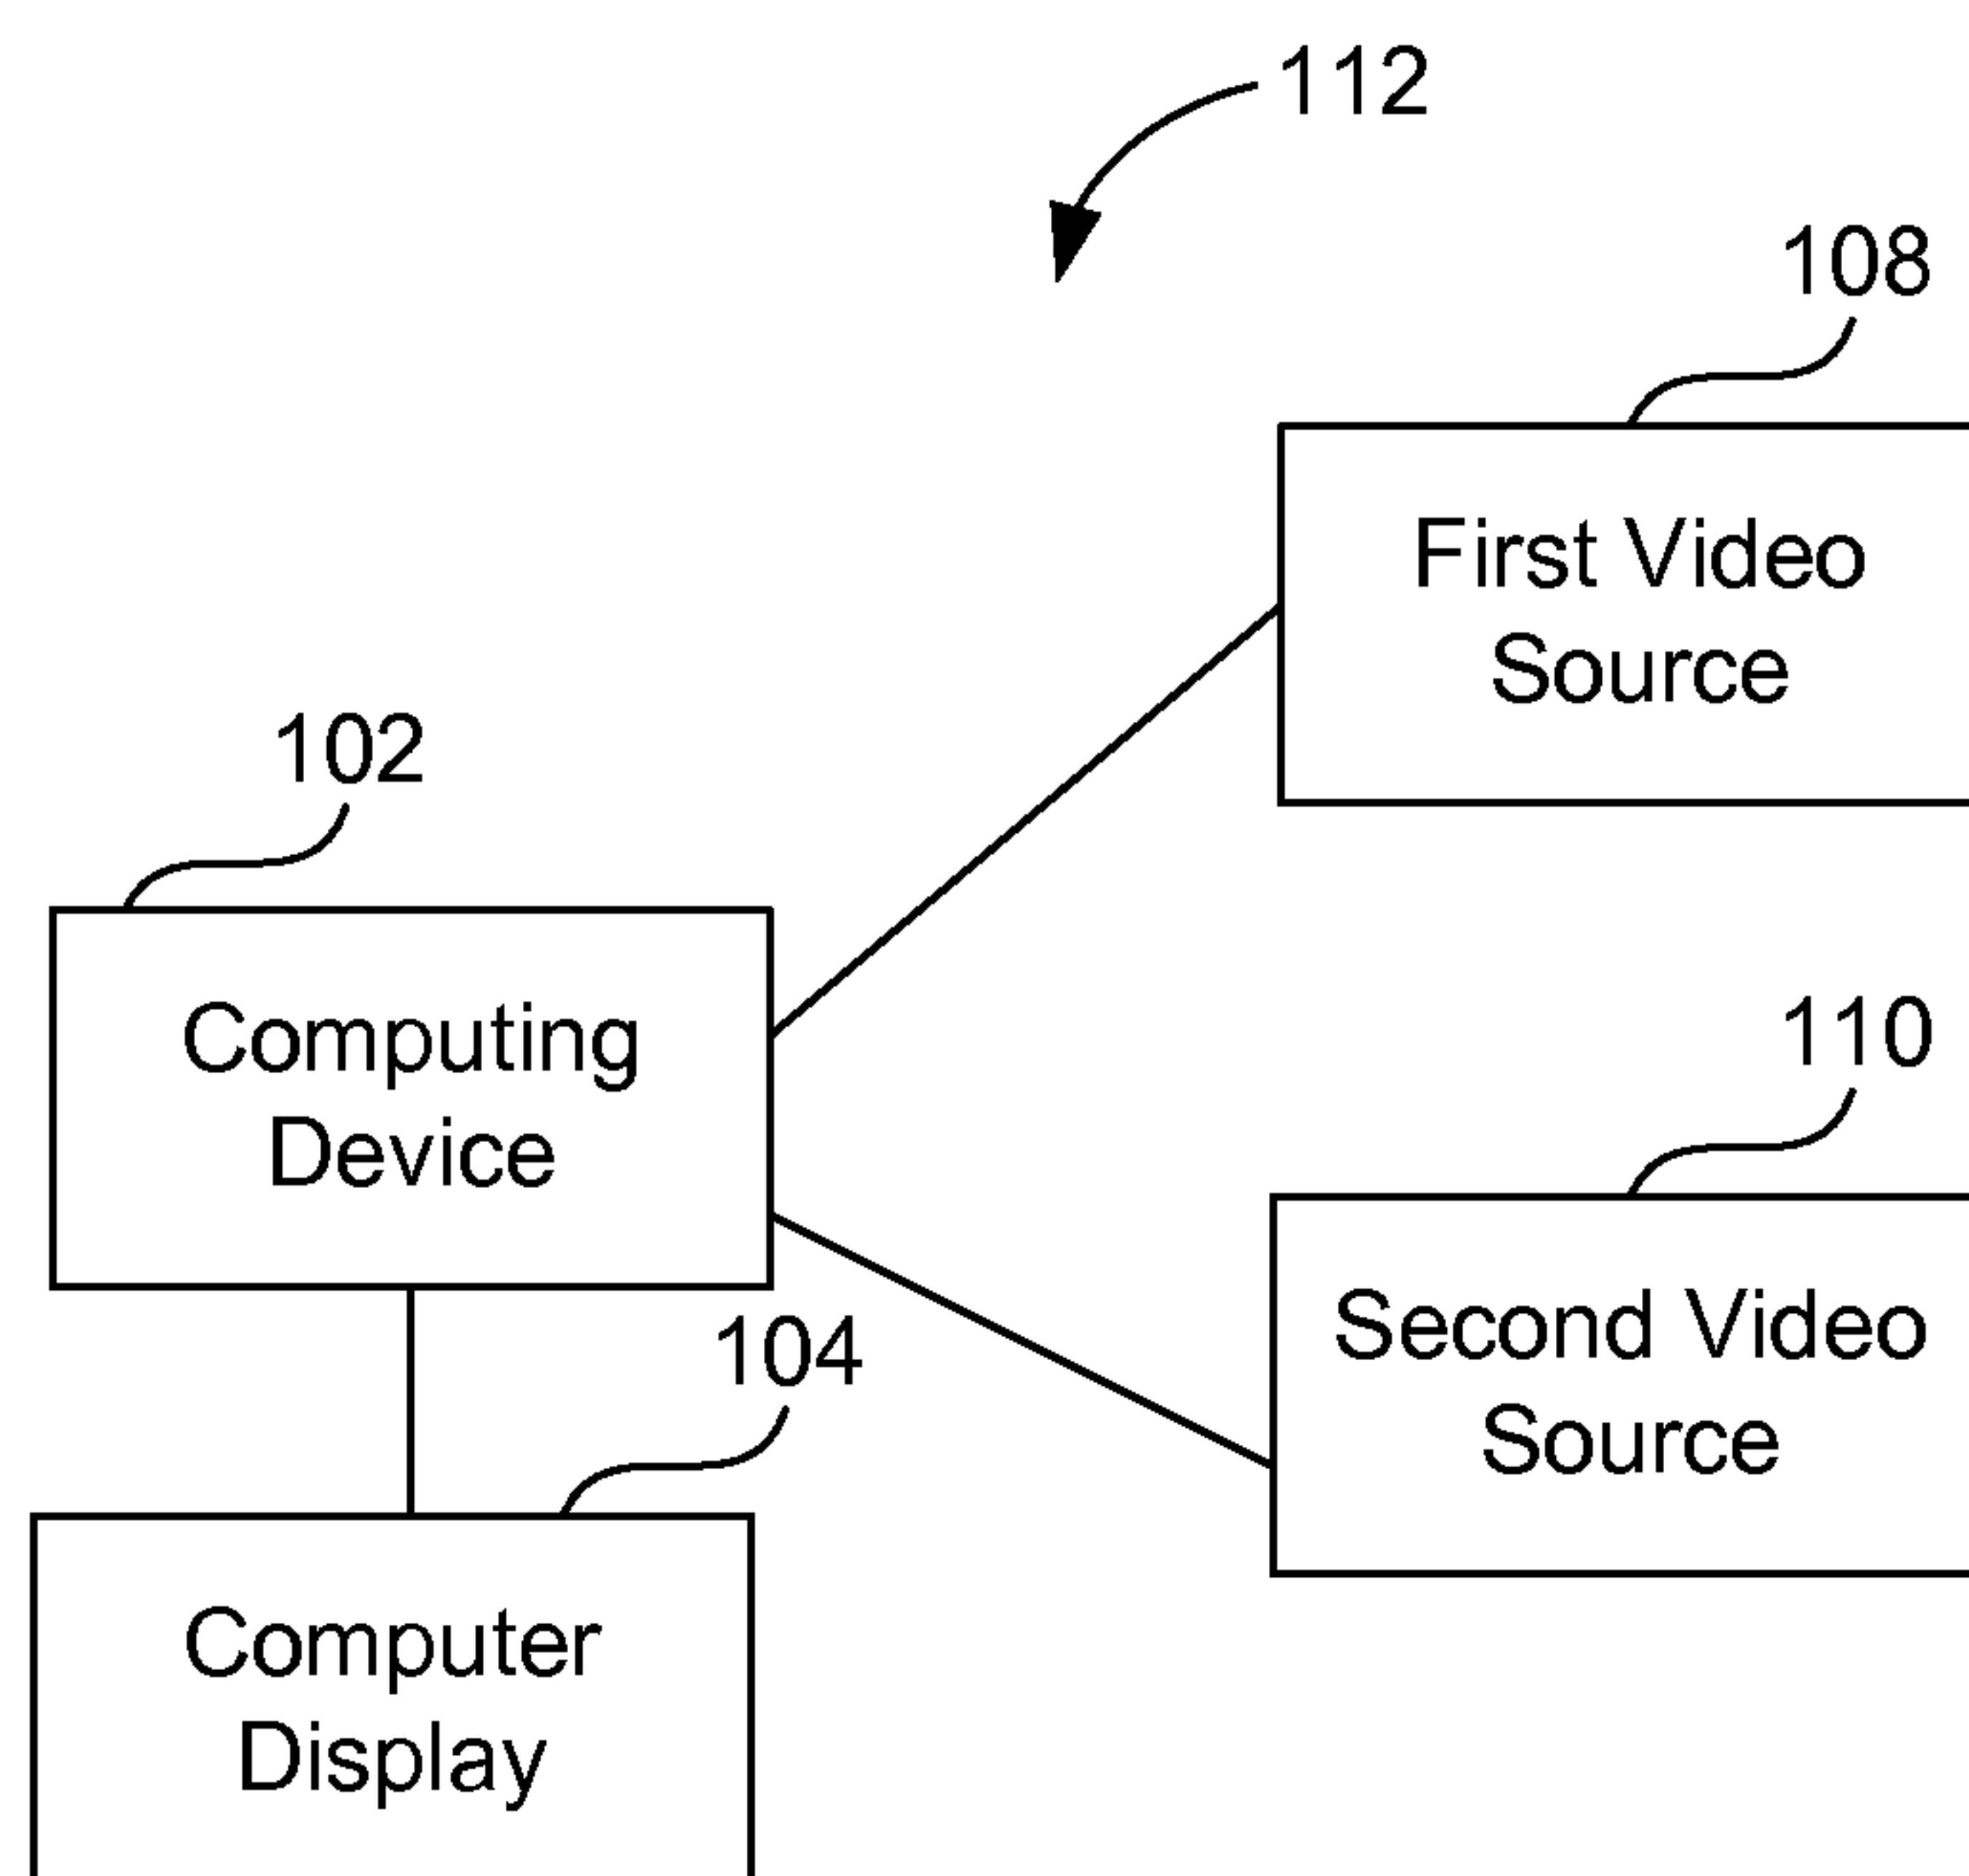 112
108
First Video
Source
102
Computing
Device
110
Second Video
Source
104
Computer
Display